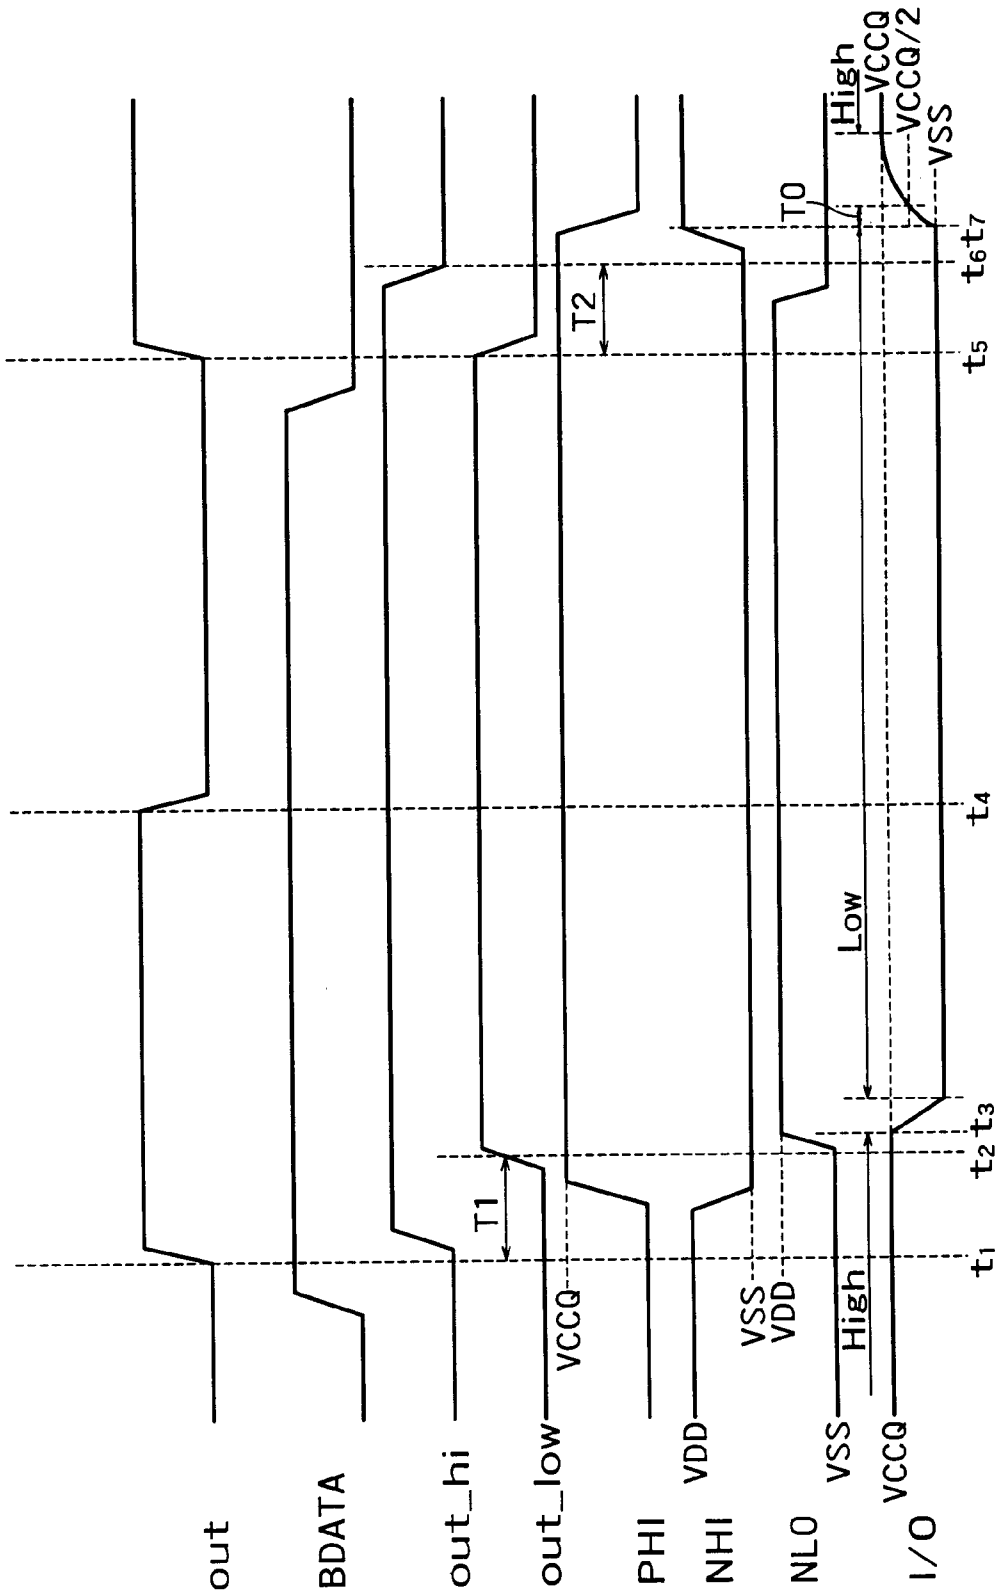 out
BDATA
out_hi
out_low
T1
T2
VCCQ
PHI
VDD
NHI
VSS
VDD
NLO
VSS
High
Low
T0
High
VCCQ
VCCQ
VCCQ/2
VSS
I/O
t1
t2
t3
t4
t5
t6
t7